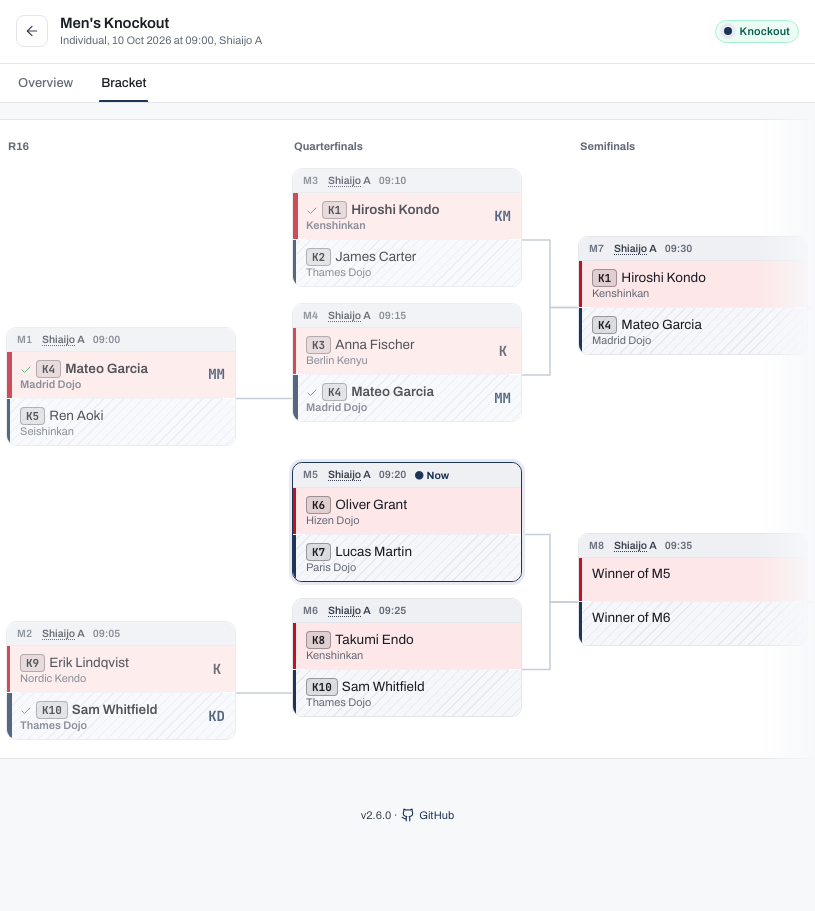 Men's Knockout
Individual, 10 Oct 2026 at 09:00, Shiaijo A
Knockout
Overview Bracket
R16
M1 Shiaijo A 09:00
K4 Mateo Garcia MM
Madrid Dojo
K5 Ren Aoki
Seishinkan
M2 Shiaijo A 09:05
K9 Erik Lindqvist K
Nordic Kendo
K10 Sam Whitfield KD
Thames Dojo
Quarterfinals
M3 Shiaijo A 09:10
K1 Hiroshi Kondo KM
Kenshinkan
K2 James Carter
Thames Dojo
M4 Shiaijo A 09:15
K3 Anna Fischer K
Berlin Kenyu
K4 Mateo Garcia MM
Madrid Dojo
M5 Shiaijo A 09:20 Now
K6 Oliver Grant
Hizen Dojo
K7 Lucas Martin
Paris Dojo
M6 Shiaijo A 09:25
K8 Takumi Endo
Kenshinkan
K10 Sam Whitfield
Thames Dojo
Semifinals
M7 Shiaijo A 09:30
K1 Hiroshi Kondo
Kenshinkan
K4 Mateo Garcia
Madrid Dojo
M8 Shiaijo A 09:35
Winner of M5
Winner of M6
v2.6.0 · GitHub